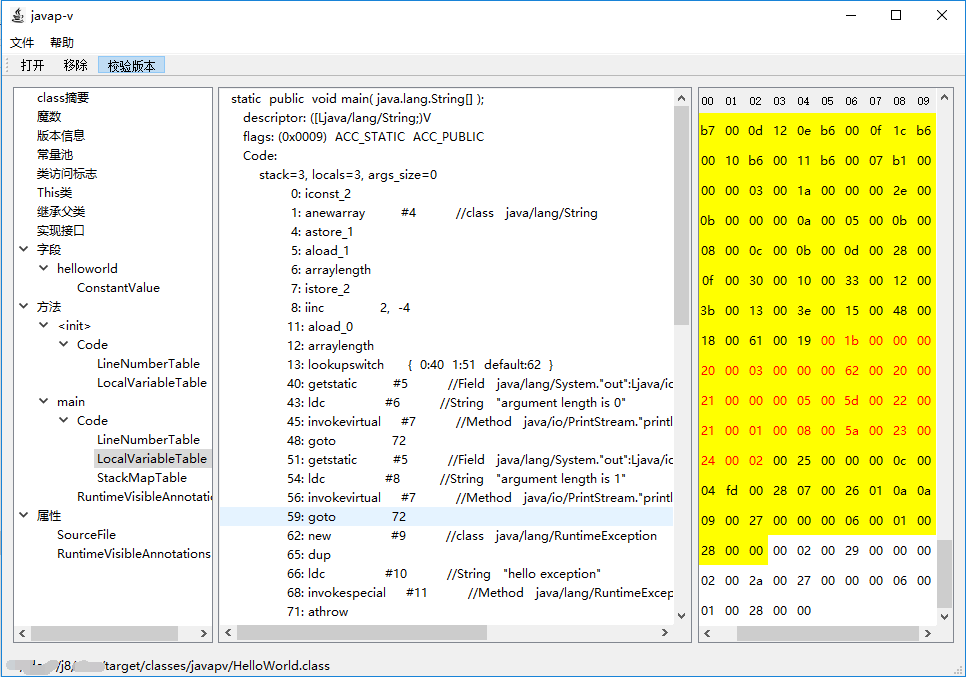 javap-v
文件 帮助
打开 移除 校验版本
class摘要
魔数
版本信息
常量池
类访问标志
This类
继承父类
实现接口
字段
helloworld
ConstantValue
方法
<init>
Code
LineNumberTable
LocalVariableTable
main
Code
LineNumberTable
LocalVariableTable
StackMapTable
RuntimeVisibleAnnotatic
属性
SourceFile
RuntimeVisibleAnnotations
static public void main( java.lang.String[] );
descriptor: ([Ljava/lang/String;)V
flags: (0x0009) ACC_STATIC ACC_PUBLIC
Code:
stack=3, locals=3, args_size=0
0: iconst_2
1: anewarray #4 //class java/lang/String
4: astore_1
5: aload_1
6: arraylength
7: istore_2
8: iinc 2, -4
11: aload_0
12: arraylength
13: lookupswitch { 0:40 1:51 default:62 }
40: getstatic #5 //Field java/lang/System."out":Ljava/ic
43: ldc #6 //String "argument length is 0"
45: invokevirtual #7 //Method java/io/PrintStream."printl
48: goto 72
51: getstatic #5 //Field java/lang/System."out":Ljava/ic
54: ldc #8 //String "argument length is 1"
56: invokevirtual #7 //Method java/io/PrintStream."printl
59: goto 72
62: new #9 //class java/lang/RuntimeException
65: dup
66: ldc #10 //String "hello exception"
68: invokespecial #11 //Method java/lang/RuntimeExcep
71: athrow
00 01 02 03 04 05 06 07 08 09
b7 00 0d 12 0e b6 00 0f 1c b6
00 10 b6 00 11 b6 00 07 b1 00
00 00 03 00 1a 00 00 00 2e 00
0b 00 00 00 0a 00 05 00 0b 00
08 00 0c 00 0b 00 0d 00 28 00
0f 00 30 00 10 00 33 00 12 00
3b 00 13 00 3e 00 15 00 48 00
18 00 61 00 19 00 1b 00 00 00
20 00 03 00 00 00 62 00 20 00
21 00 00 00 05 00 5d 00 22 00
21 00 01 00 08 00 5a 00 23 00
24 00 02 00 25 00 00 00 0c 00
04 fd 00 28 07 00 26 01 0a 0a
09 00 27 00 00 00 06 00 01 00
28 00 00 00 02 00 29 00 00 00
02 00 2a 00 27 00 00 00 06 00
01 00 28 00 00
/j8/ /target/classes/javapv/HelloWorld.class